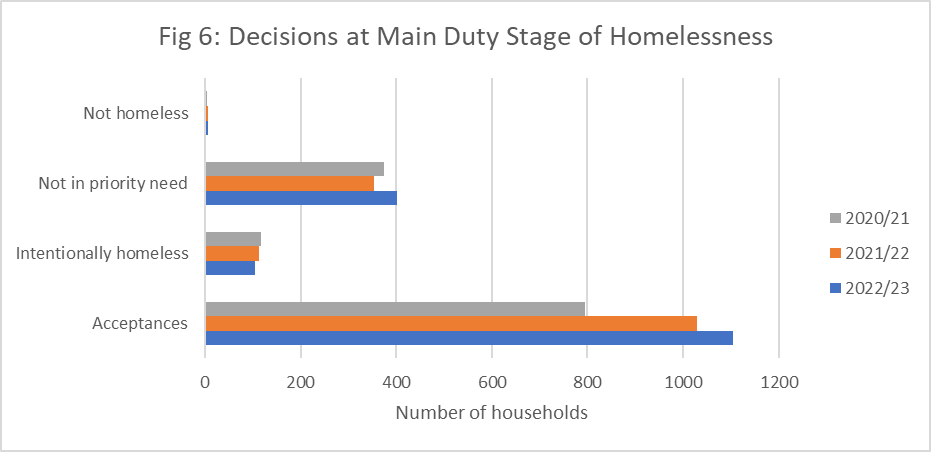 Fig 6: Decisions at Main Duty Stage of Homelessness
Not homeless
Not in priority need
Intentionally homeless
Acceptances
2020/21
2021/22
2022/23
0 200 400 600 800 1000 1200
Number of households